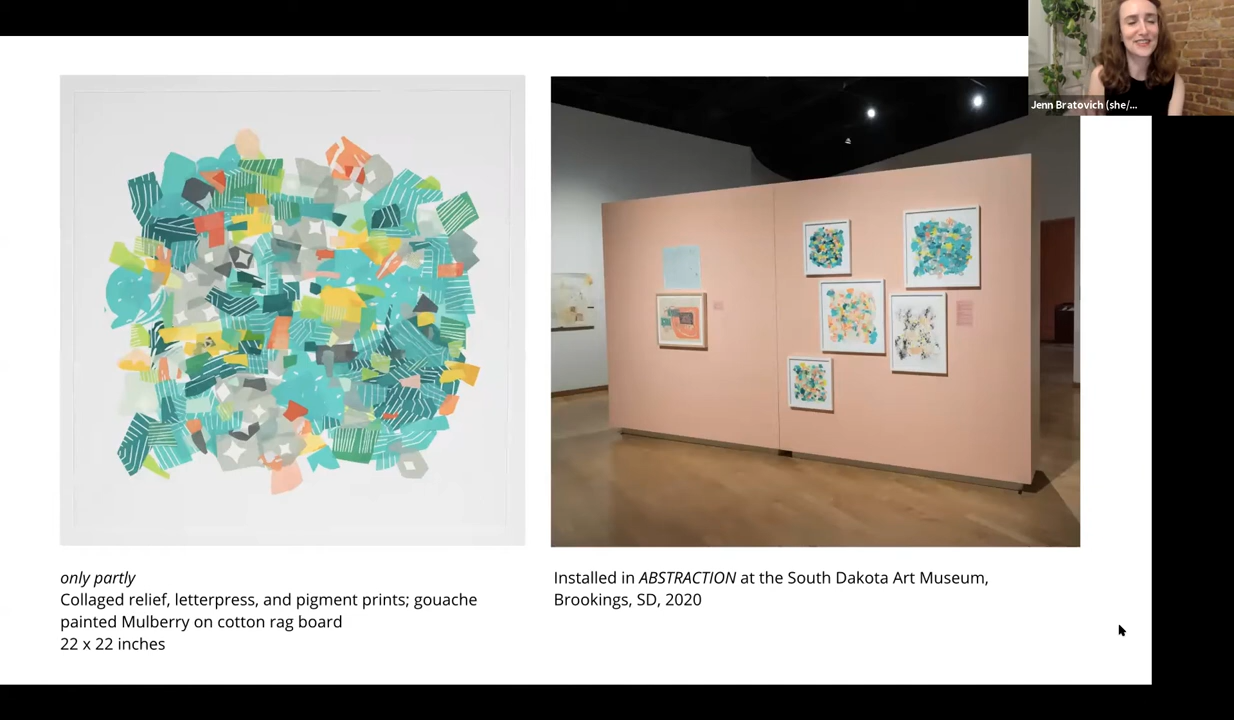 Jenn Bratovich (she/...
only partly
Collaged relief, letterpress, and pigment prints; gouache
painted Mulberry on cotton rag board
22 x 22 inches
Installed in ABSTRACTION at the South Dakota Art Museum,
Brookings, SD, 2020